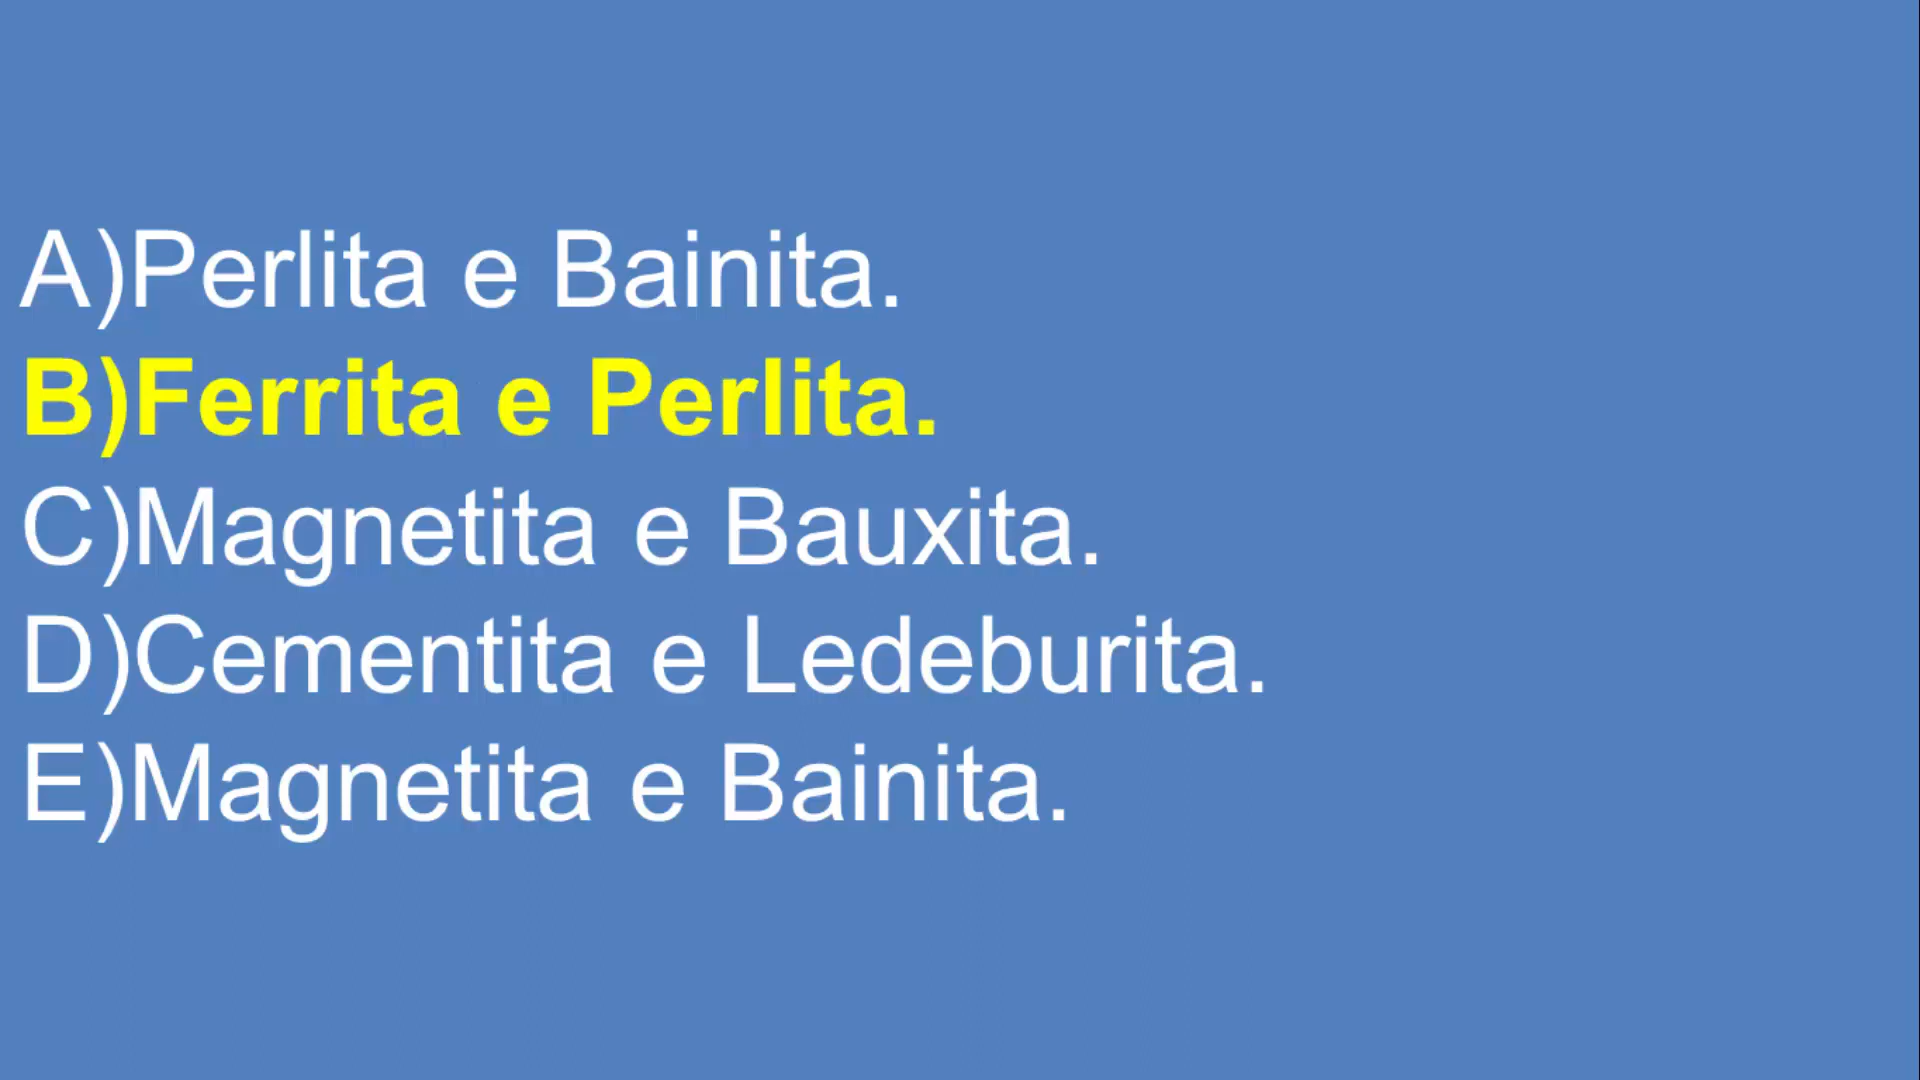 A)Perlita e Bainita.
B)Ferrita e Perlita.
C)Magnetita e Bauxita.
D)Cementita e Ledeburita.
E)Magnetita e Bainita.